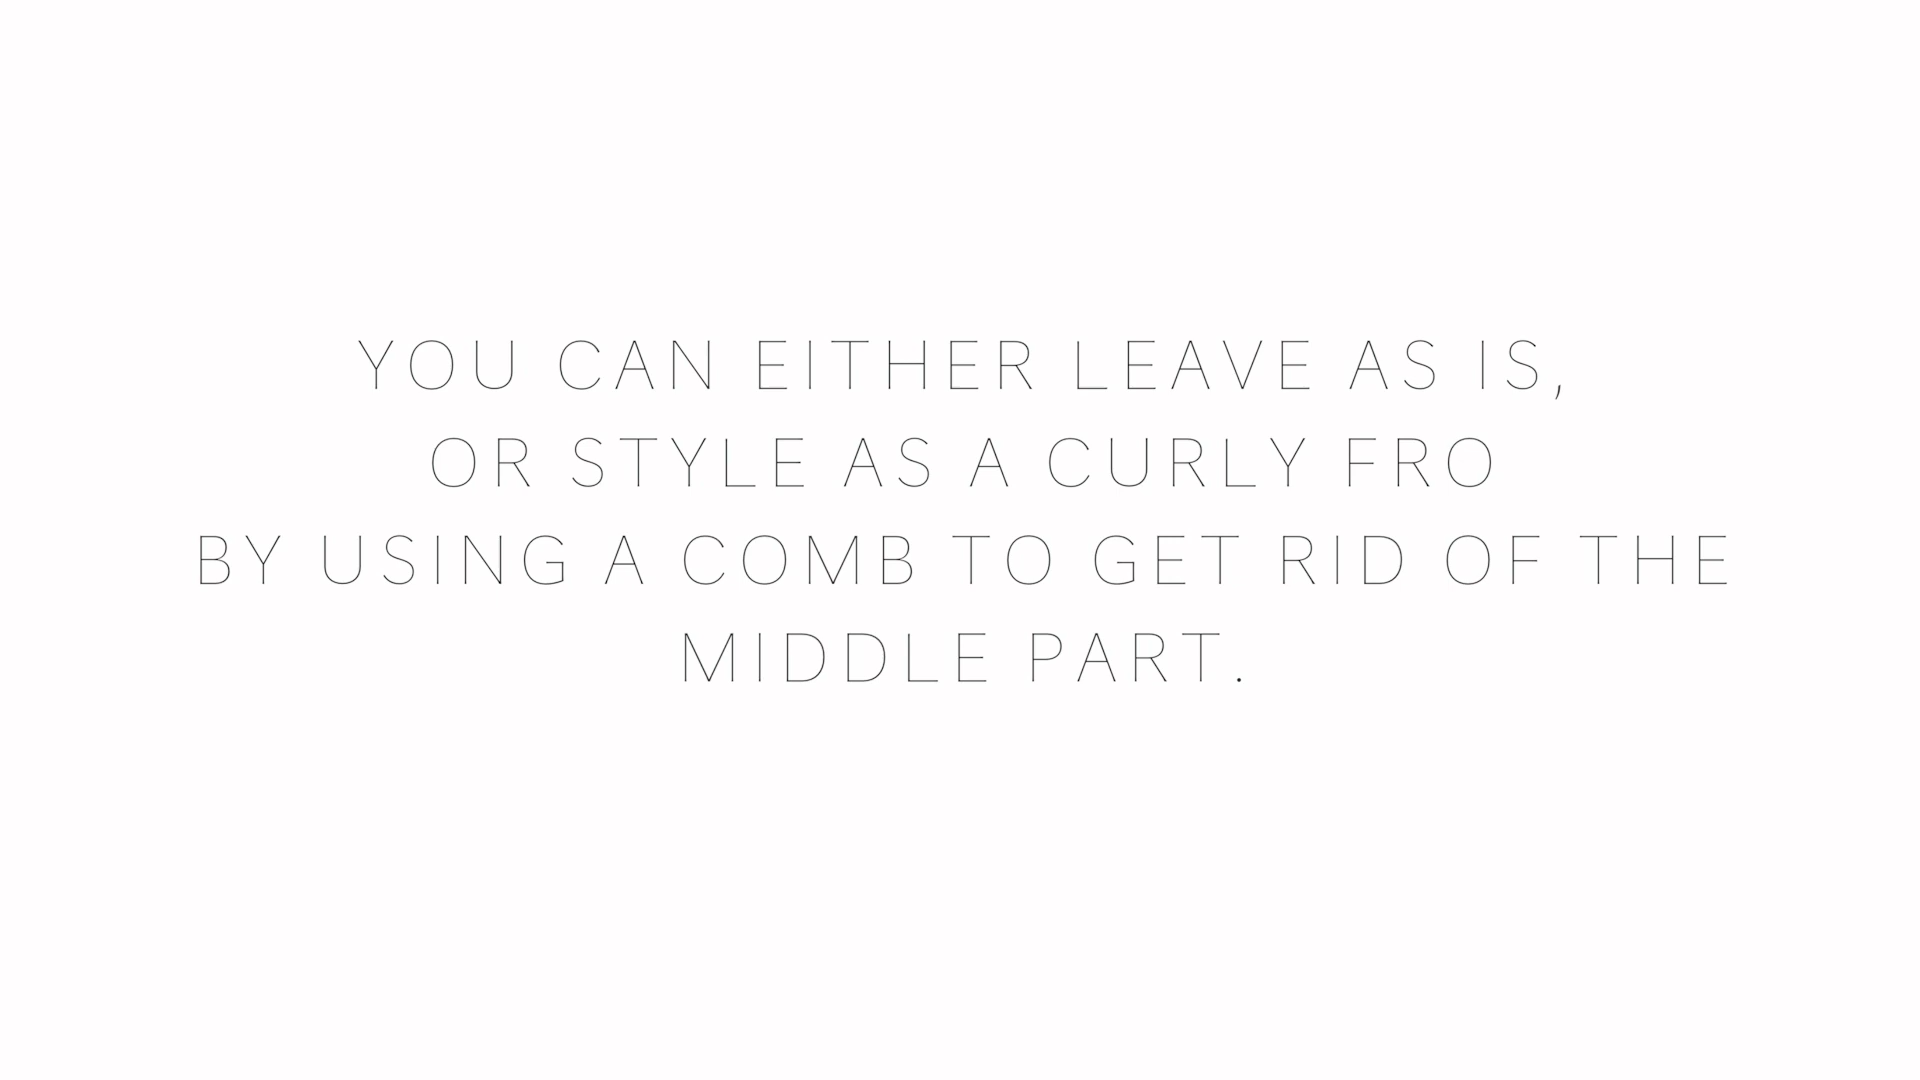 YOU CAN EITHER LEAVE AS IS,
OR STYLE AS A CURLY FRO
BY USING A COMB TO GET RID OF THE
MIDDLE PART.